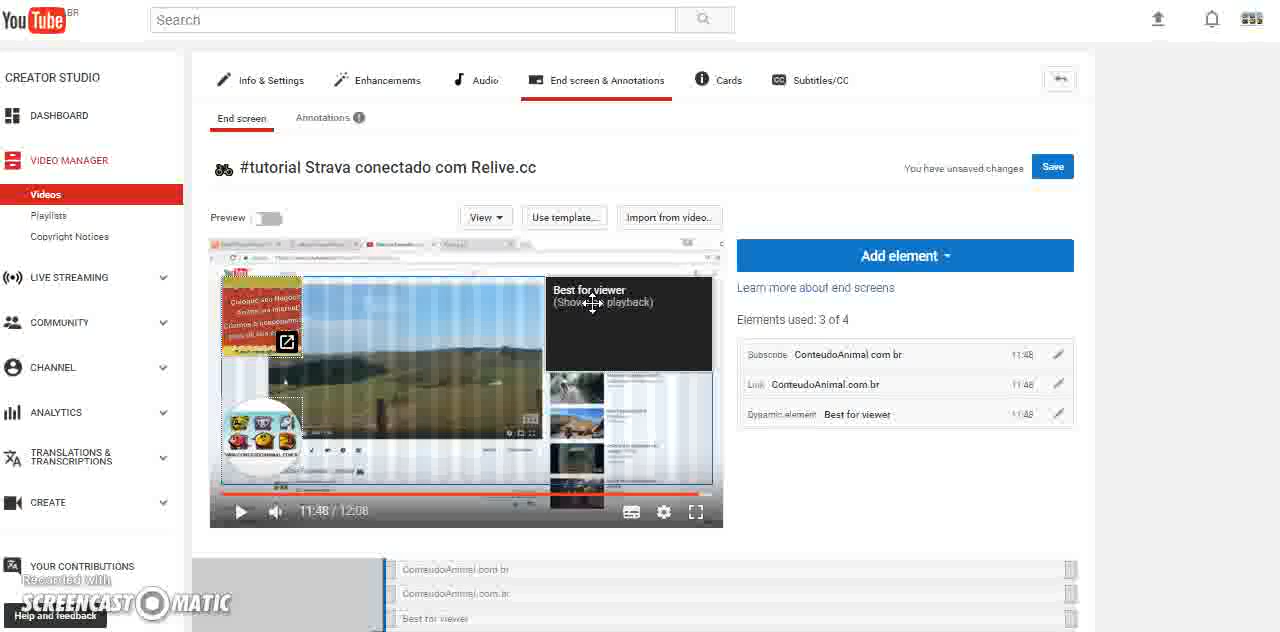 YouTube BR
Search
CREATOR STUDIO
DASHBOARD
VIDEO MANAGER
Videos
Playlists
Copyright Notices
LIVE STREAMING
COMMUNITY
CHANNEL
ANALYTICS
TRANSLATIONS &
TRANSCRIPTIONS
CREATE
YOUR CONTRIBUTIONS
Help and feedback
Recorded with
SCREENCAST MATIC
Info & Settings
Enhancements
Audio
End screen & Annotations
Cards
CC Subtitles/CC
End screen
Annotations
#tutorial Strava conectado com Relive.cc
You have unsaved changes
Save
Preview
View
Use template...
Import from video..
Best for viewer
playback)
11:48 / 12:08
Add element
Learn more about end screens
Elements used: 3 of 4
Subscribe ConteudoAnimal com br 11:48
Link ConteudoAnimal.com.br 11:48
Dynamic element Best for viewer 11:48
ConteudoAnimal com br
ConteudoAnimal.com.br
Best for viewer